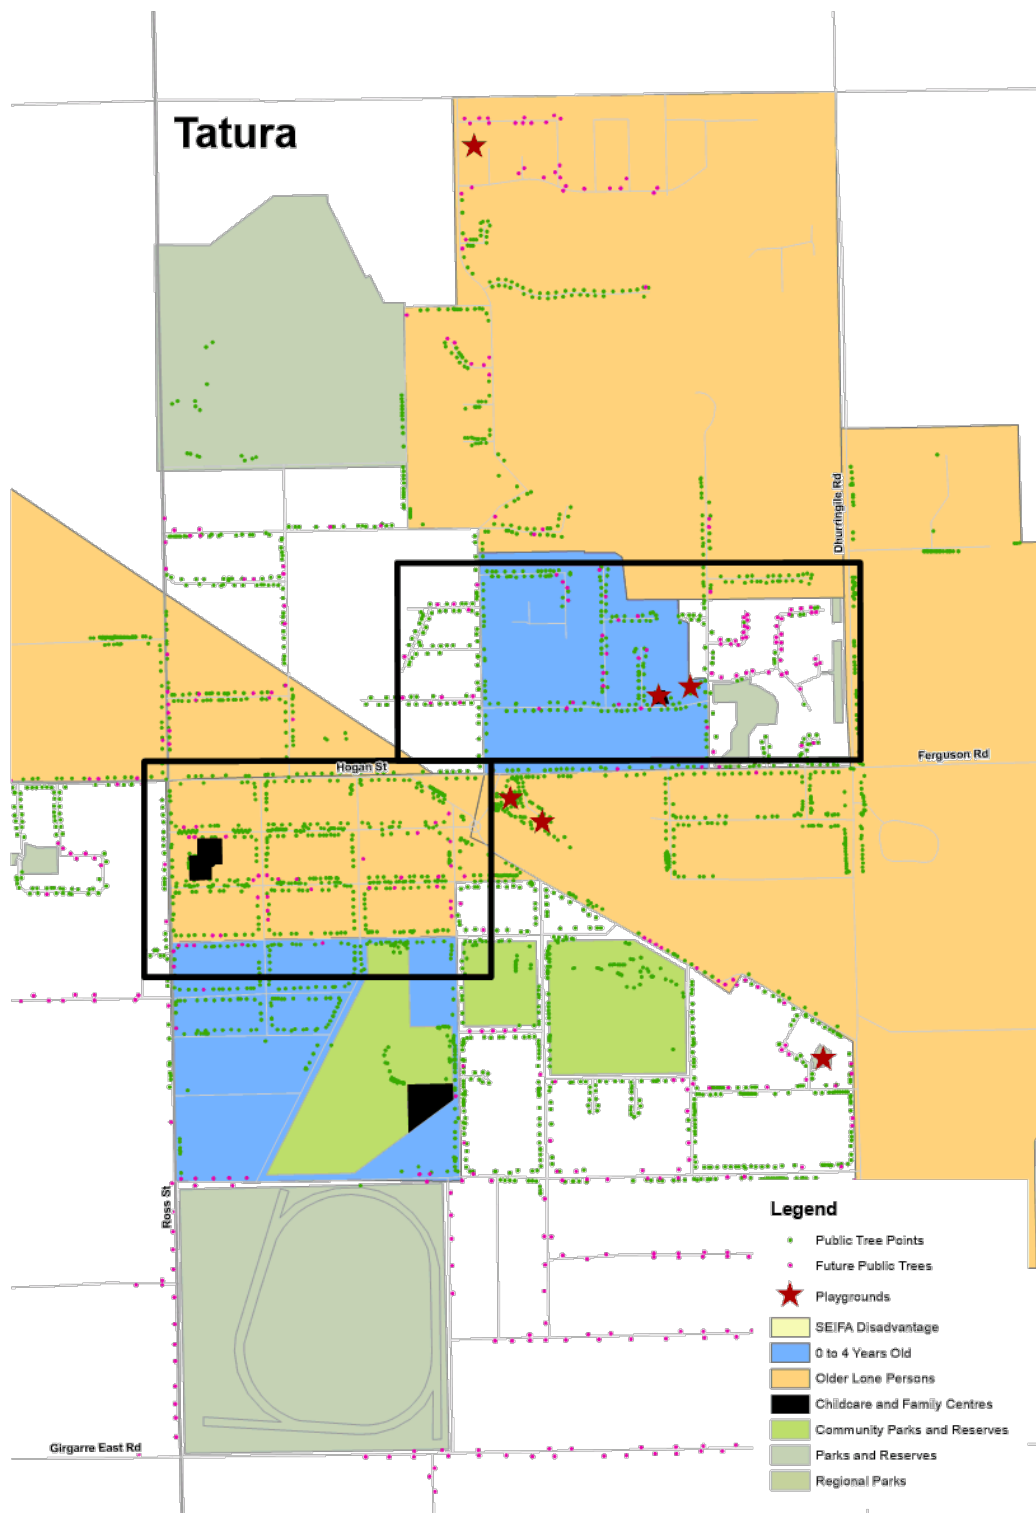 Tatura
Dhurringile Rd
Hogan St
Ferguson Rd
Ross St
Girgarre East Rd
Legend
Public Tree Points
Future Public Trees
Playgrounds
SEIFA Disadvantage
0 to 4 Years Old
Older Lone Persons
Childcare and Family Centres
Community Parks and Reserves
Parks and Reserves
Regional Parks